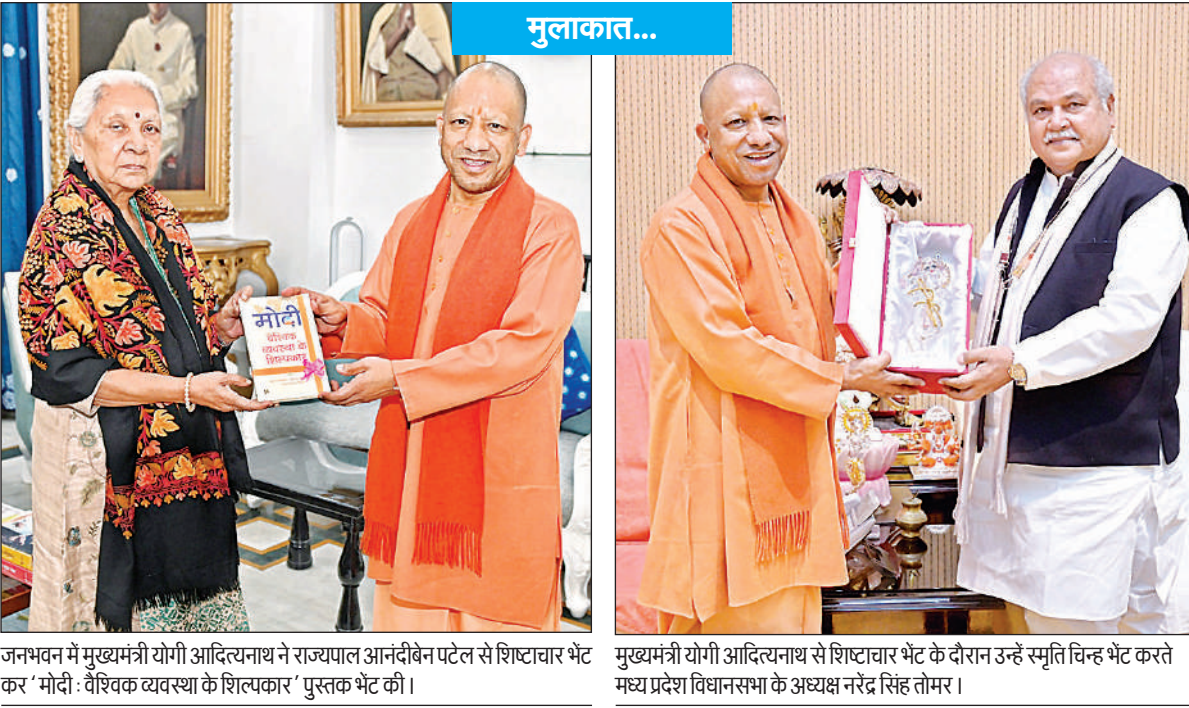 मुलाकात...
मोदी
वैश्विक
व्यवस्था के
शिल्पकार
जनभवन में मुख्यमंत्री योगी आदित्यनाथ ने राज्यपाल आनंदीबेन पटेल से शिष्टाचार भेंट
कर ‘ मोदी : वैश्विक व्यवस्था के शिल्पकार ’ पुस्तक भेंट की ।
मुख्यमंत्री योगी आदित्यनाथ से शिष्टाचार भेंट के दौरान उन्हें स्मृति चिन्ह भेंट करते
मध्य प्रदेश विधानसभा के अध्यक्ष नरेंद्र सिंह तोमर ।